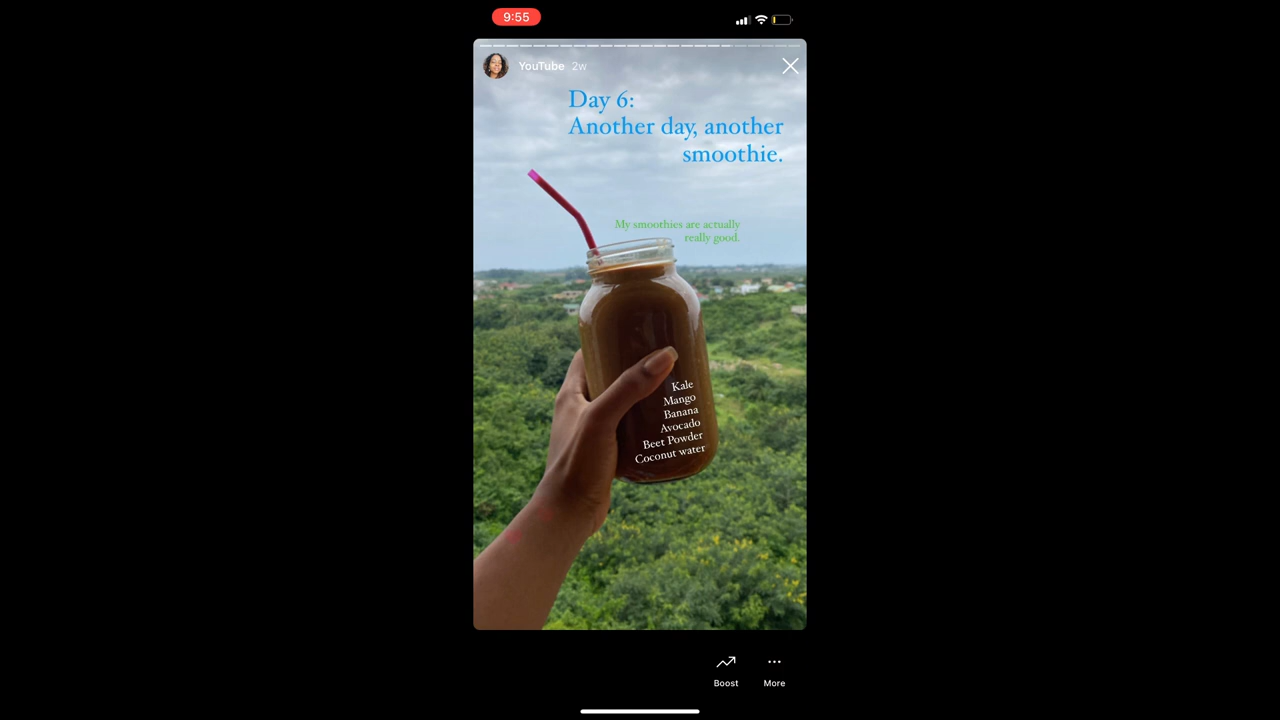 9:55
YouTube 2w
Day 6:
Another day, another
smoothie.
My smoothies are actually
really good.
Kale
Mango
Banana
Avocado
Beet Powder
Coconut water
Boost
More